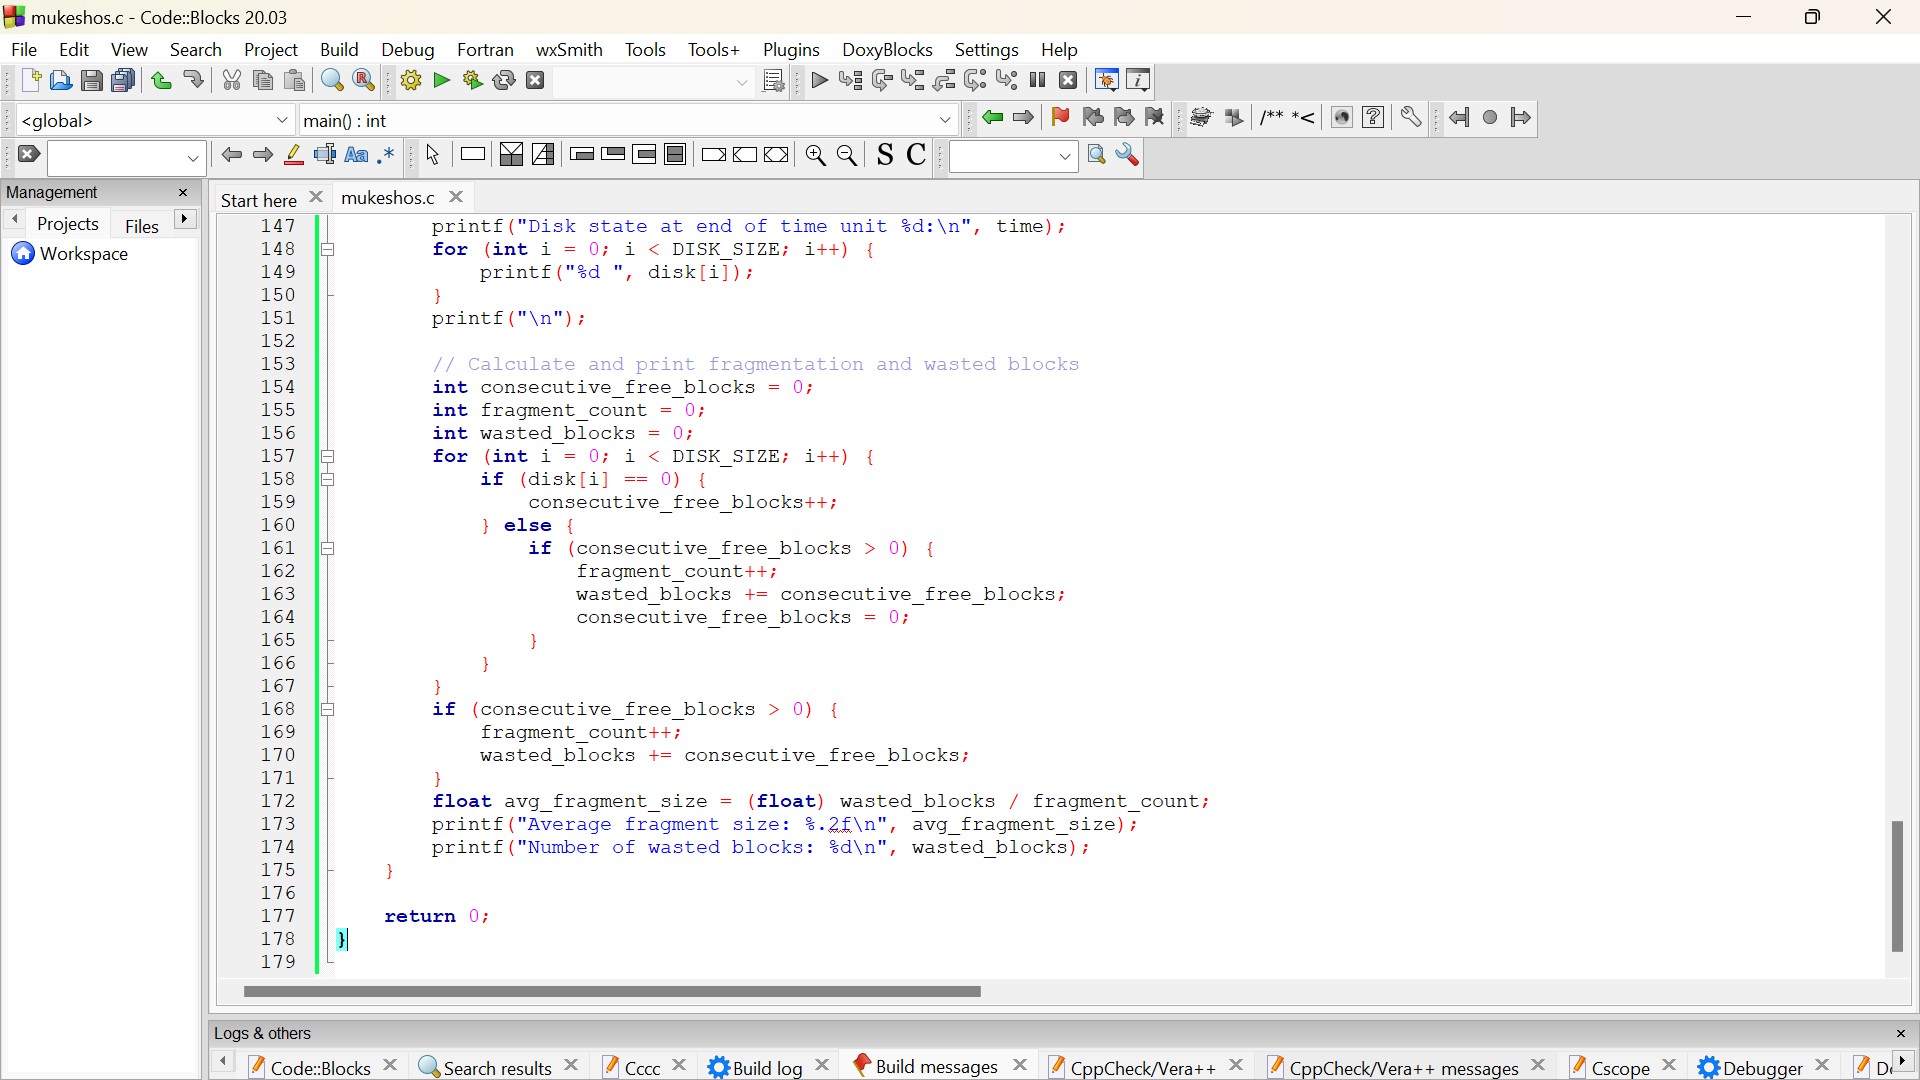 mukeshos.c - Code::Blocks 20.03
File Edit View Search Project Build Debug Fortran wxSmith Tools Tools+ Plugins DoxyBlocks Settings Help
<global> main() : int /** *<
Aa .* S C
Management
Projects Files
Workspace
Start here mukeshos.c
147 printf("Disk state at end of time unit %d:\n", time);
148 for (int i = 0; i < DISK_SIZE; i++) {
149 printf("%d ", disk[i]);
150 }
151 printf("\n");
152
153 // Calculate and print fragmentation and wasted blocks
154 int consecutive_free_blocks = 0;
155 int fragment_count = 0;
156 int wasted_blocks = 0;
157 for (int i = 0; i < DISK_SIZE; i++) {
158 if (disk[i] == 0) {
159 consecutive_free_blocks++;
160 } else {
161 if (consecutive_free_blocks > 0) {
162 fragment_count++;
163 wasted_blocks += consecutive_free_blocks;
164 consecutive_free_blocks = 0;
165 }
166 }
167 }
168 if (consecutive_free_blocks > 0) {
169 fragment_count++;
170 wasted_blocks += consecutive_free_blocks;
171 }
172 float avg_fragment_size = (float) wasted_blocks / fragment_count;
173 printf("Average fragment size: %.2f\n", avg_fragment_size);
174 printf("Number of wasted blocks: %d\n", wasted_blocks);
175 }
176
177 return 0;
178 }
179
Logs & others
Code::Blocks Search results Cccc Build log Build messages CppCheck/Vera++ CppCheck/Vera++ messages Cscope Debugger